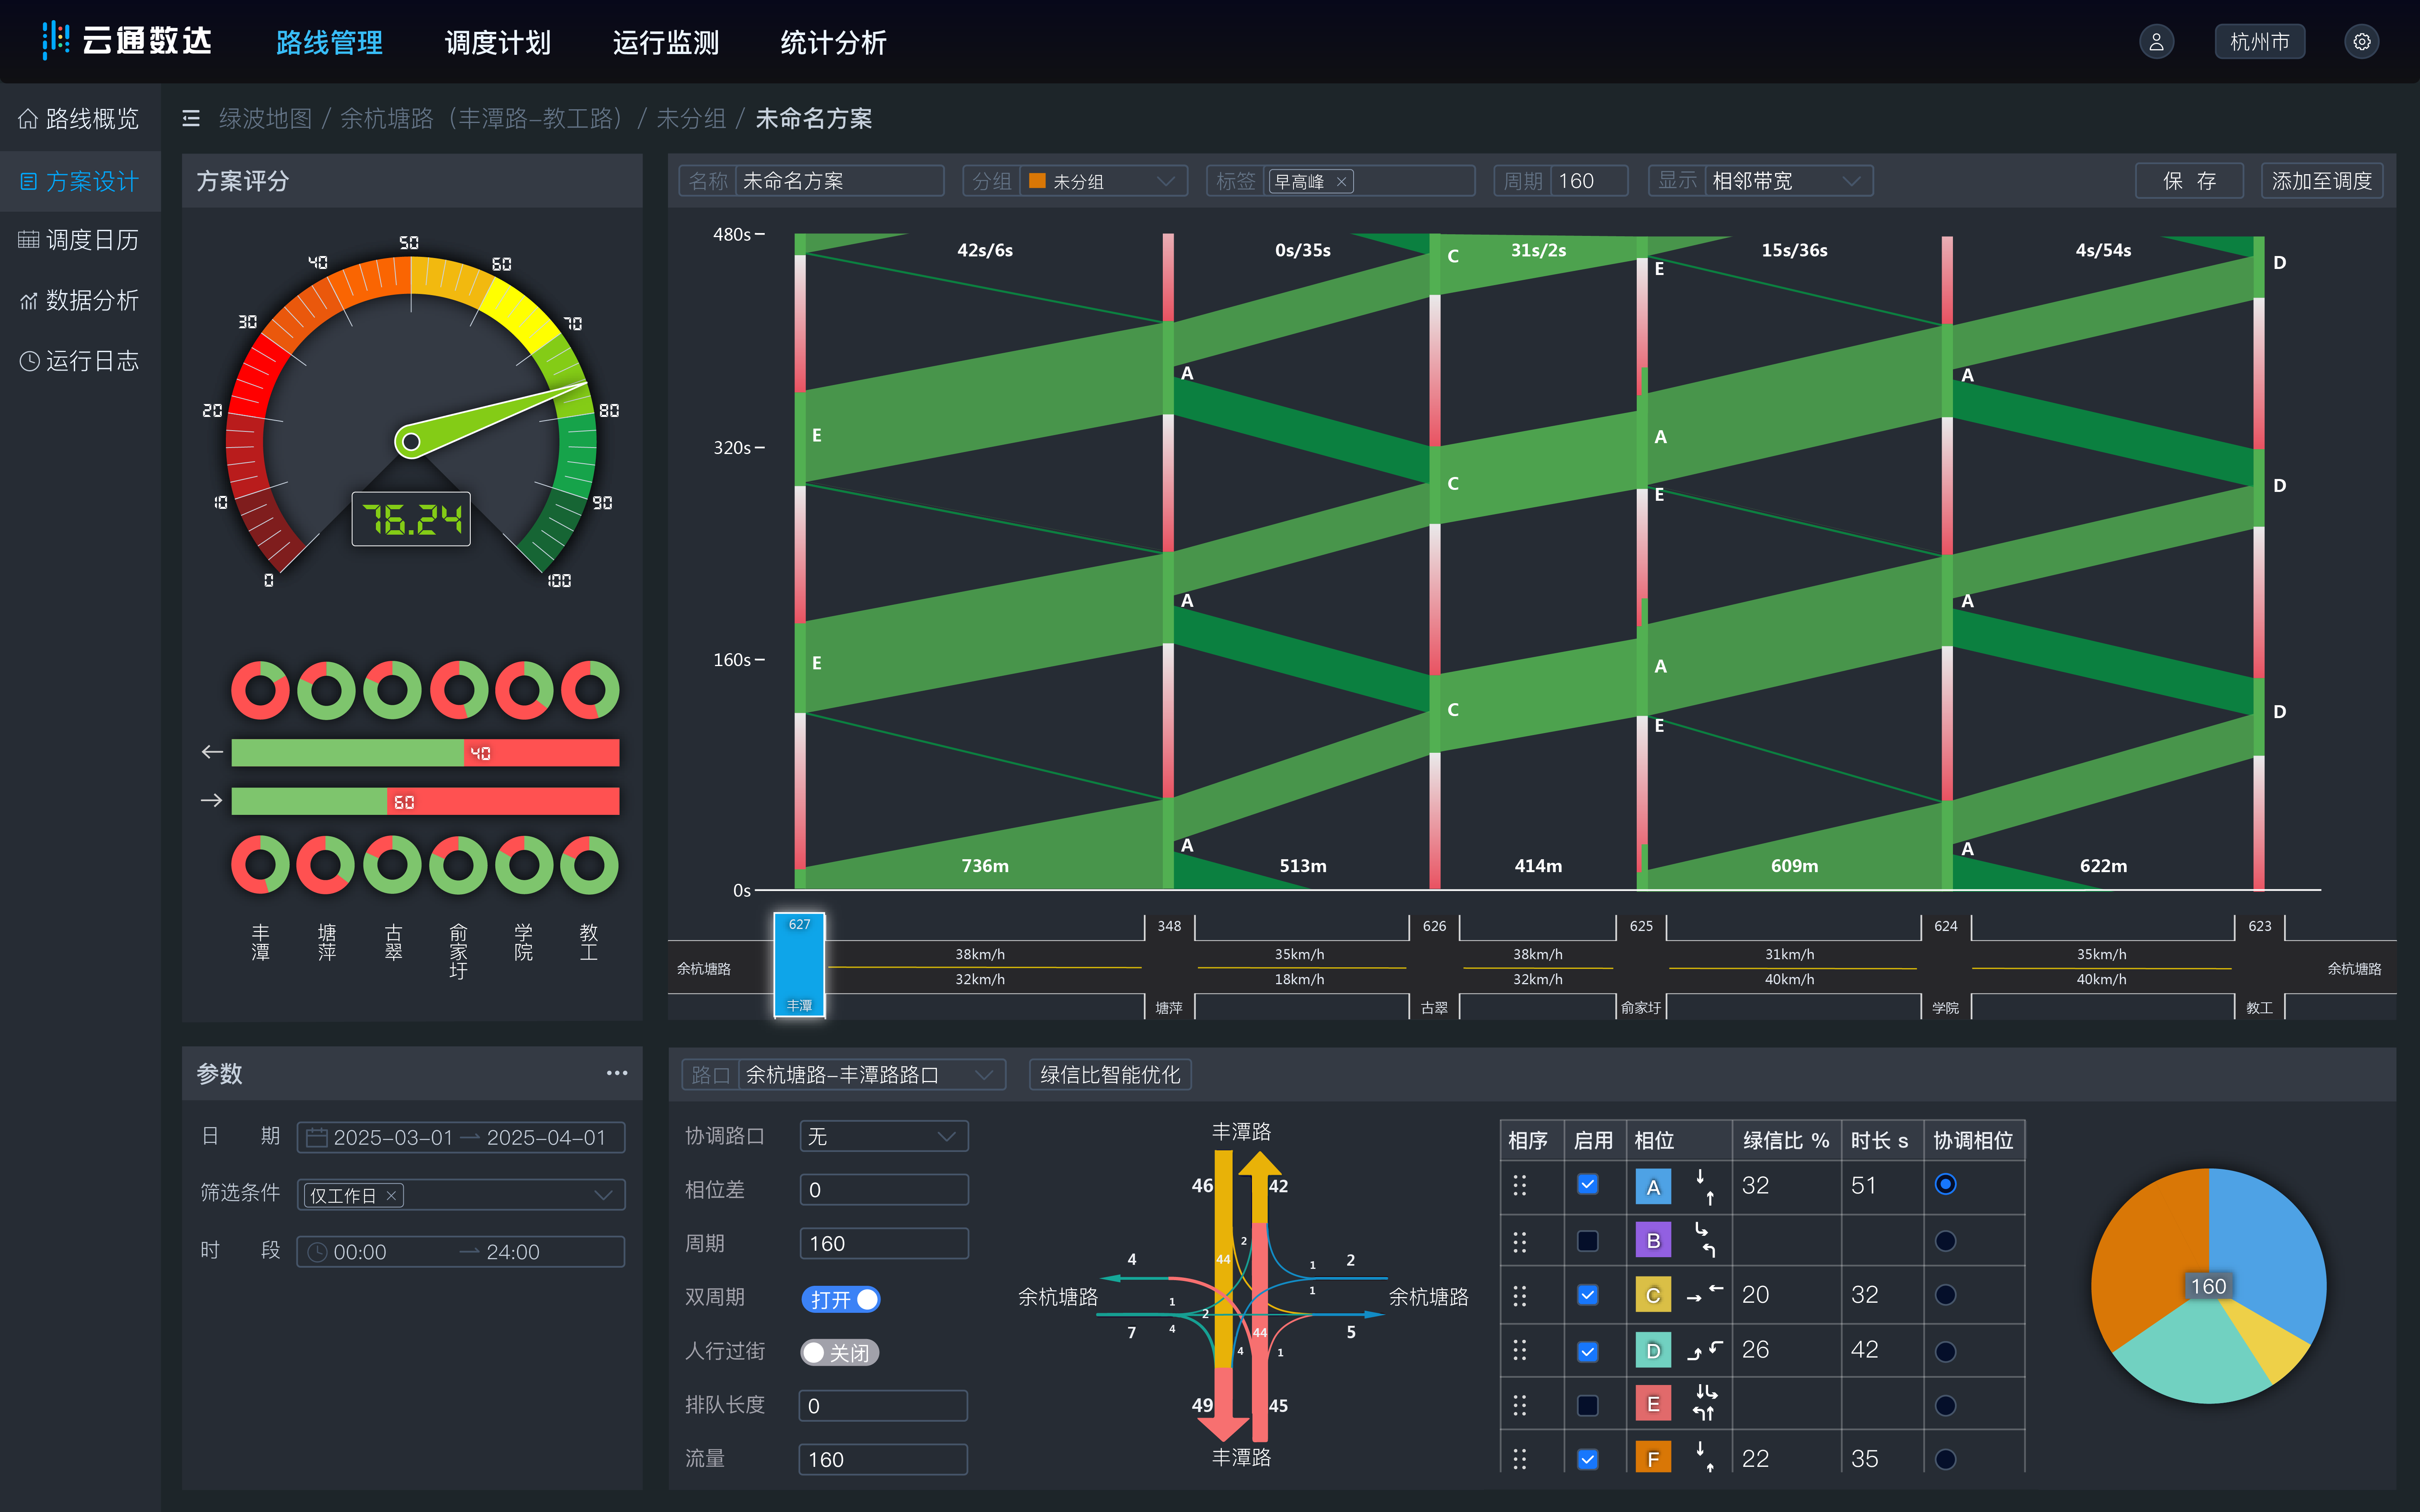 云通数达 路线管理 调度计划 运行监测 统计分析 杭州市
路线概览
方案设计
调度日历
数据分析
运行日志
绿波地图 / 余杭塘路（丰潭路–教工路） / 未分组 / 未命名方案
方案评分
0
10
20
30
40
50
60
70
80
90
100
76.24
40
60
丰潭 塘萍 古翠 俞家圩 学院 教工
名称 未命名方案 分组 未分组 标签 早高峰 × 周期 160 显示 相邻带宽 保 存 添加至调度
480s
320s
160s
0s
42s/6s 0s/35s 31s/2s 15s/36s 4s/54s
C E D
A A
E A
C E D
A A
E A
C E D
A A
736m 513m 414m 609m 622m
627 348 626 625 624 623
38km/h 35km/h 38km/h 31km/h 35km/h
余杭塘路 余杭塘路
32km/h 18km/h 32km/h 40km/h 40km/h
丰潭 塘萍 古翠 俞家圩 学院 教工
参数 •••
日 期 2025–03–01 2025–04–01
筛选条件 仅工作日 ×
时 段 00:00 24:00
路口 余杭塘路–丰潭路路口 绿信比智能优化
协调路口 无
相位差 0
周期 160
双周期 打开
人行过街 关闭
排队长度 0
流量 160
丰潭路
46 42
2
4 44 1 2
余杭塘路 1 1 余杭塘路
2
7 4 44 5
4 1
49 45
丰潭路
相序 启用 相位 绿信比 % 时长 s 协调相位
A 32 51
B
C 20 32
D 26 42
E
F 22 35
160